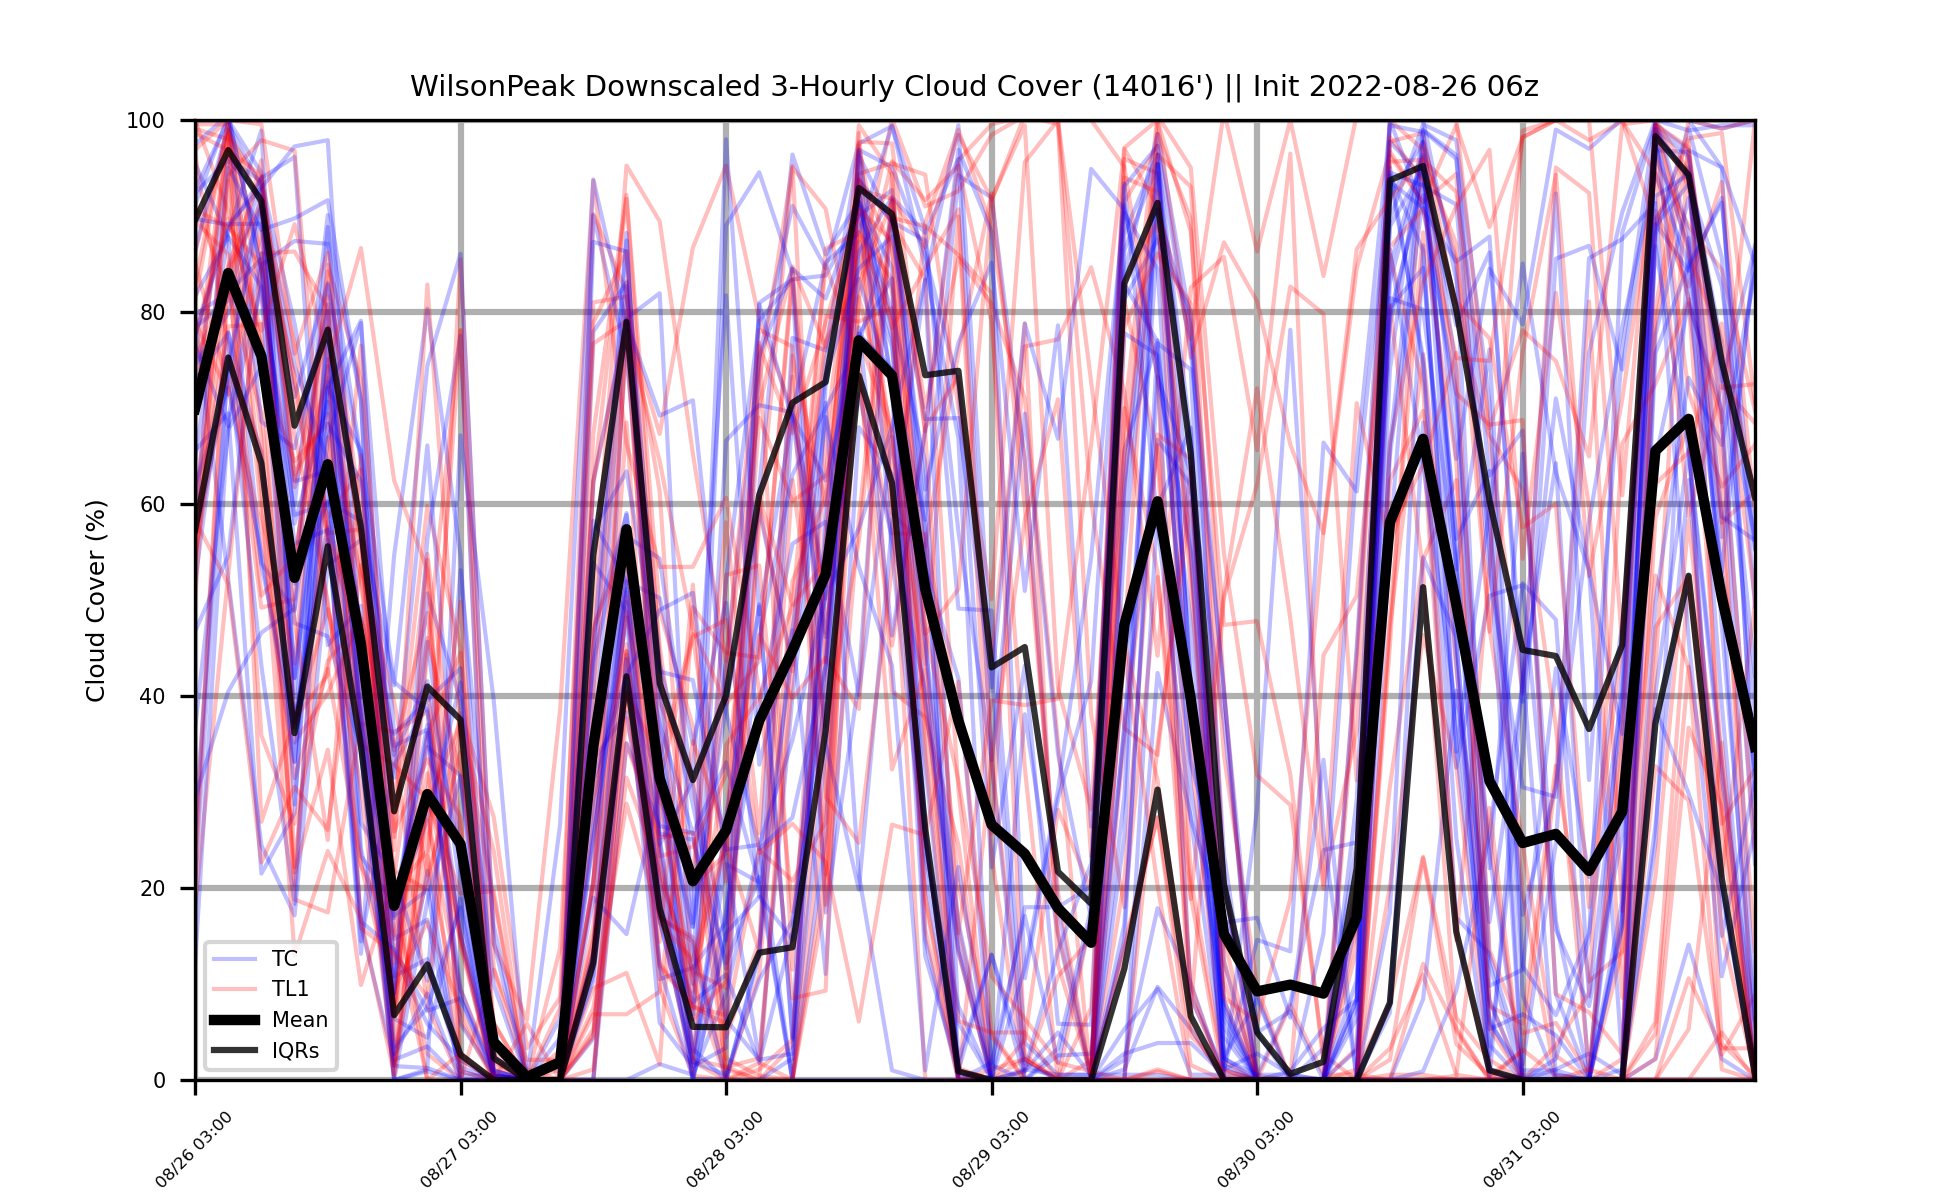 WilsonPeak Downscaled 3-Hourly Cloud Cover (14016') || Init 2022-08-26 06z
100
80
60
40
20
0
Cloud Cover (%)
TC
TL1
Mean
IQRs
08/26 03:00
08/27 03:00
08/28 03:00
08/29 03:00
08/30 03:00
08/31 03:00